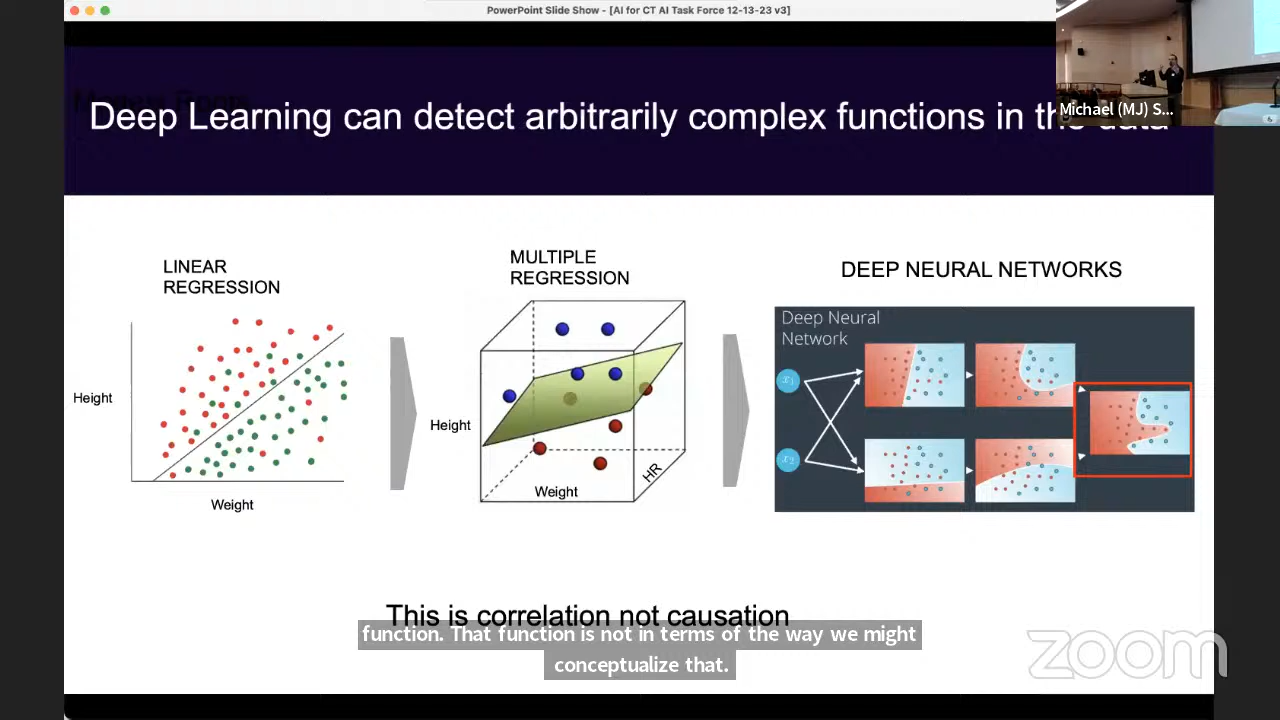 PowerPoint Slide Show - [AI for CT AI Task Force 12-13-23 v3]
Michael (MJ) S...
Deep Learning can detect arbitrarily complex functions in the data
LINEAR
REGRESSION
Height
Weight
MULTIPLE
REGRESSION
Height
Weight
HR
DEEP NEURAL NETWORKS
Deep Neural
Network
x₁
x₂
This is correlation not causation
function. That function is not in terms of the way we might
conceptualize that.
zoom